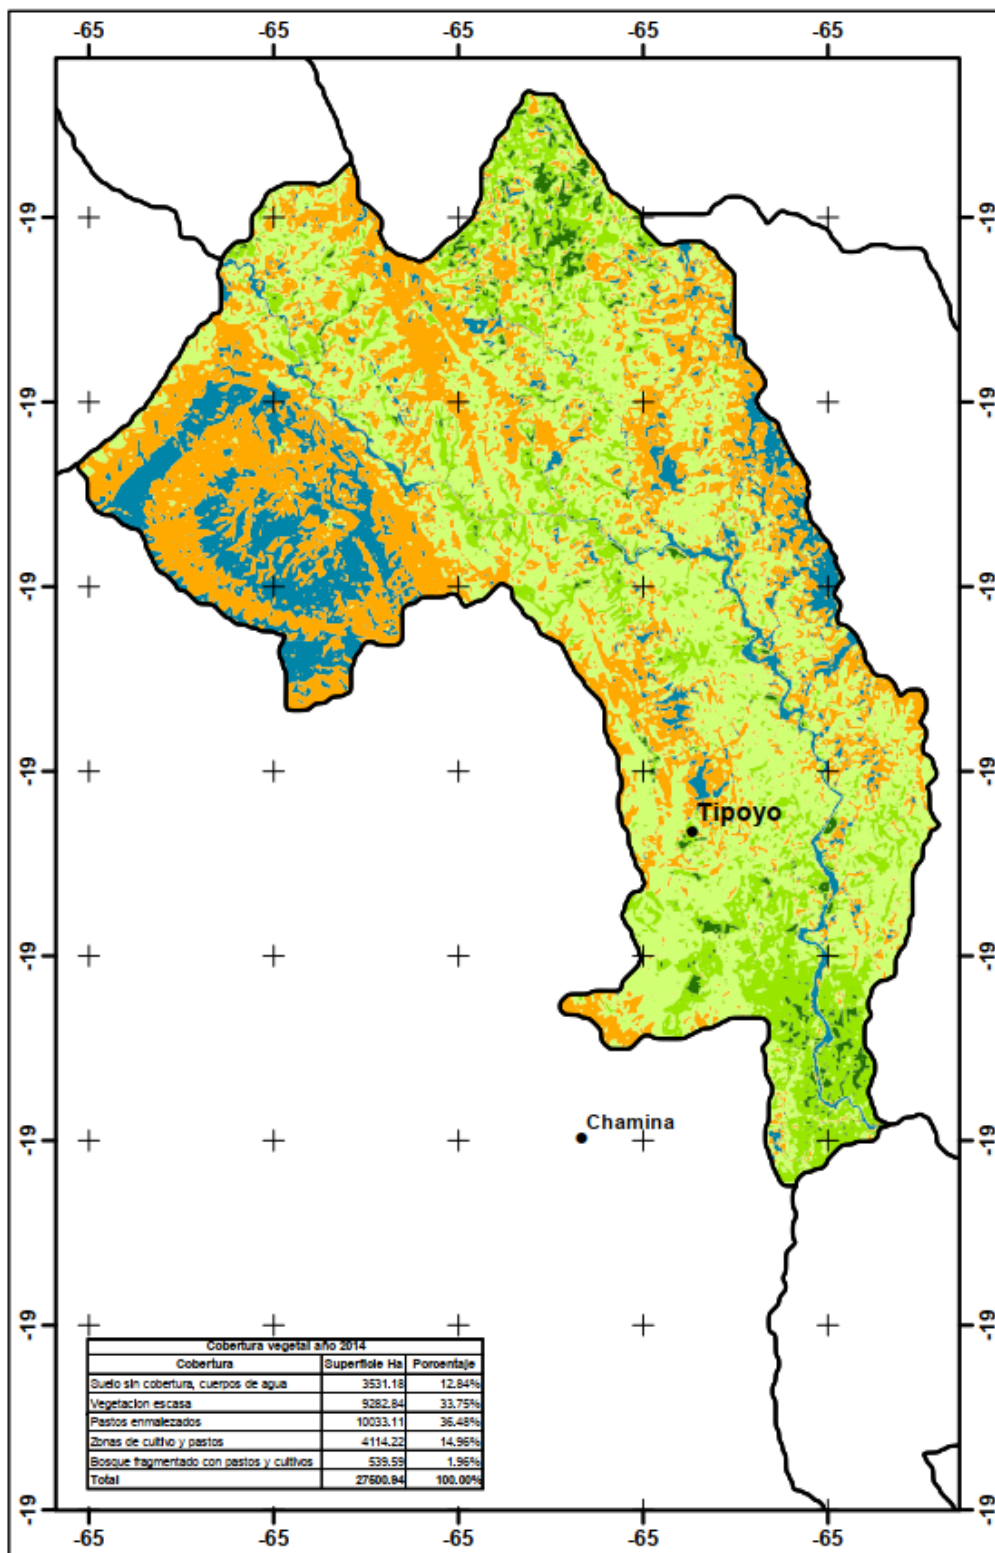 -65 -65 -65 -65 -65
-19 -19
-19 -19
-19 -19
-19 -19
Tipoyo
-19 -19
Chamina
-19 -19
-19 -19
Cobertura vegetal año 2014
Cobertura Superficie Ha Porcentaje
Suelo sin cobertura, cuerpos de agua 3531.18 12.84%
Vegetacion escasa 9282.84 33.75%
Pastos enmalezados 10033.11 36.48%
Zonas de cultivo y pastos 4114.22 14.96%
Bosque fragmentado con pastos y cultivos 539.59 1.96%
Total 27500.94 100.00%
-19 -19
-65 -65 -65 -65 -65